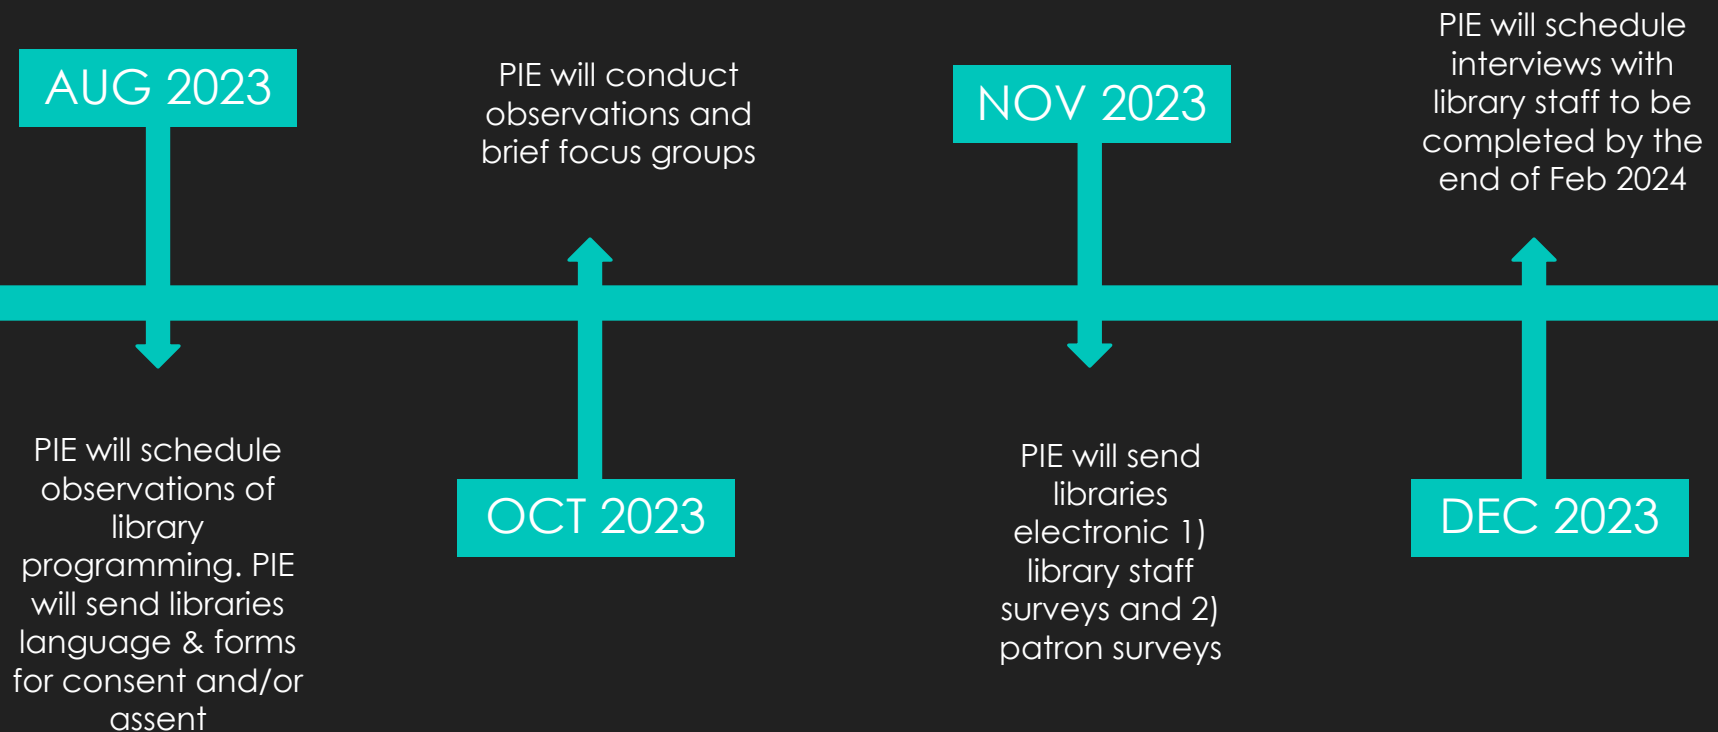 AUG 2023
PIE will schedule
observations of
library
programming. PIE
will send libraries
language & forms
for consent and/or
assent
PIE will conduct
observations and
brief focus groups
OCT 2023
NOV 2023
PIE will send
libraries
electronic 1)
library staff
surveys and 2)
patron surveys
PIE will schedule
interviews with
library staff to be
completed by the
end of Feb 2024
DEC 2023